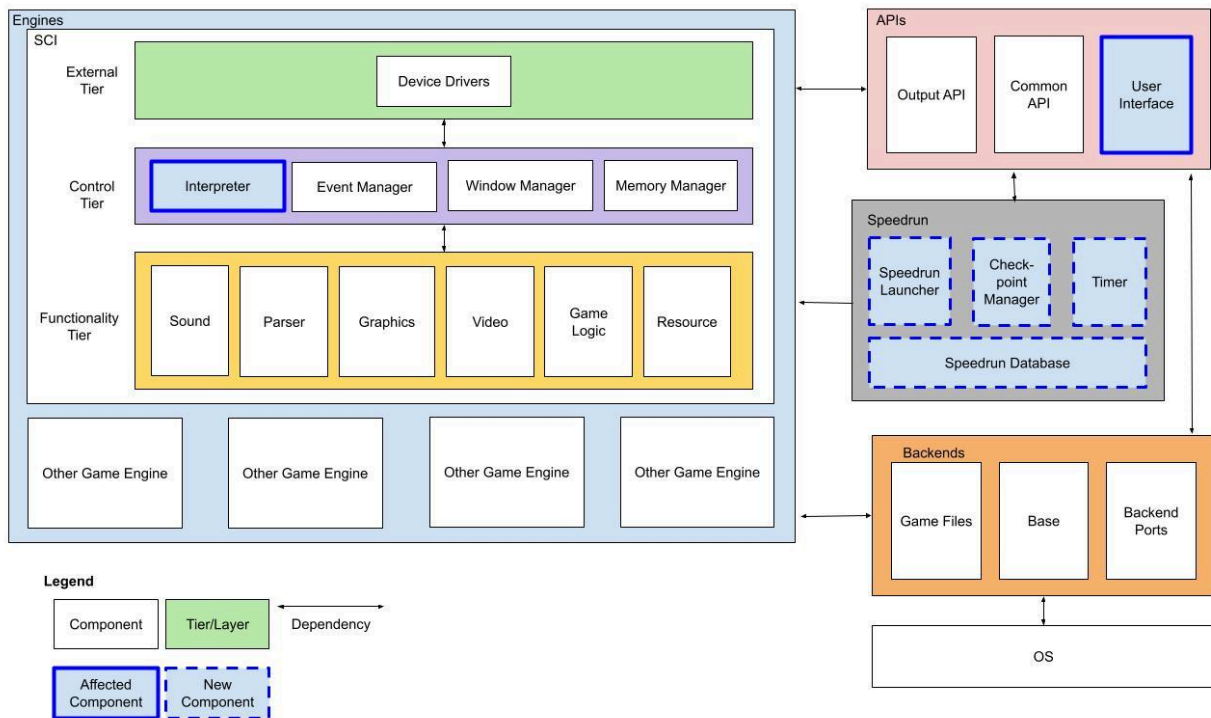 Engines
SCI
External
Tier
Device Drivers
Control
Tier
Interpreter
Event Manager
Window Manager
Memory Manager
Functionality
Tier
Sound
Parser
Graphics
Video
Game
Logic
Resource
Other Game Engine
Other Game Engine
Other Game Engine
Other Game Engine
APIs
Output API
Common
API
User
Interface
Speedrun
Speedrun
Launcher
Check-
point
Manager
Timer
Speedrun Database
Backends
Game Files
Base
Backend
Ports
OS
Legend
Component
Tier/Layer
Dependency
Affected
Component
New
Component